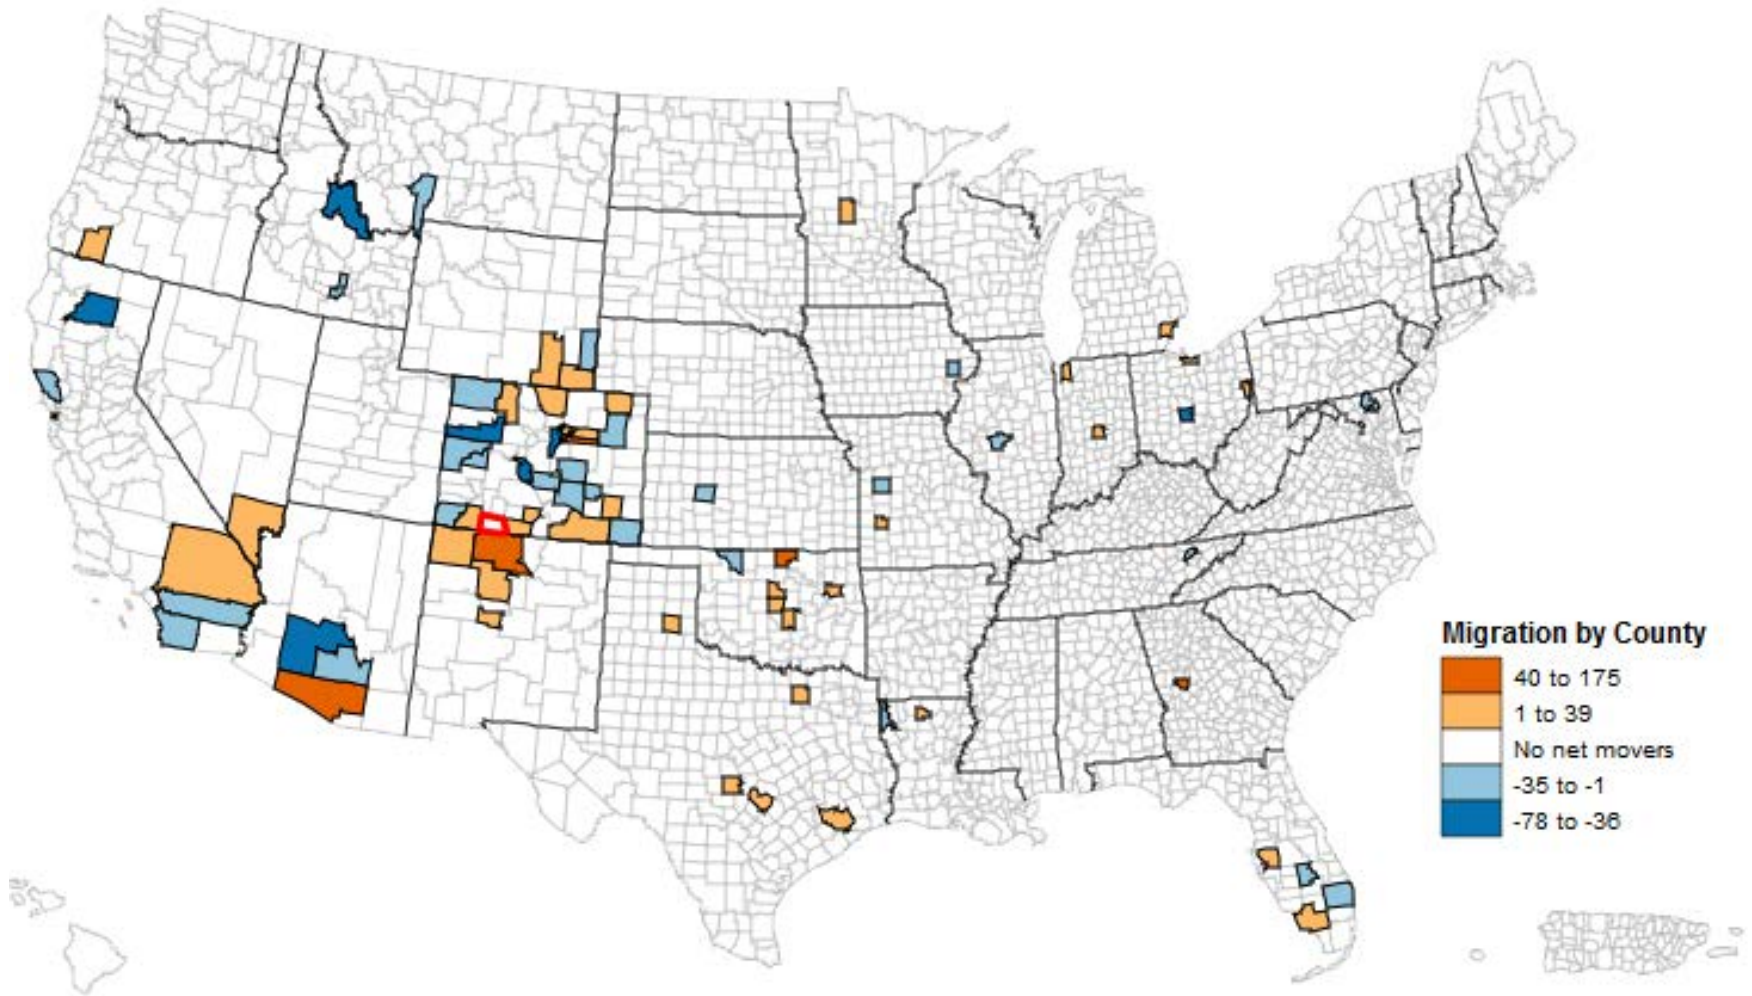 Migration by County
40 to 175
1 to 39
No net movers
-35 to -1
-78 to -36